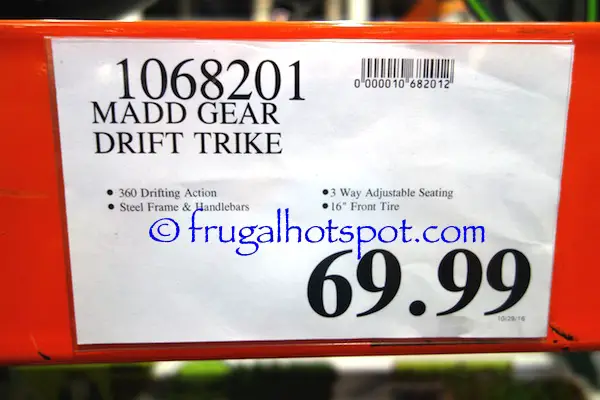 1068201
0 000010 682012
MADD GEAR
DRIFT TRIKE
• 360 Drifting Action
• Steel Frame & Handlebars
• 3 Way Adjustable Seating
• 16" Front Tire
© frugalhotspot.com
69.99
10/29/16